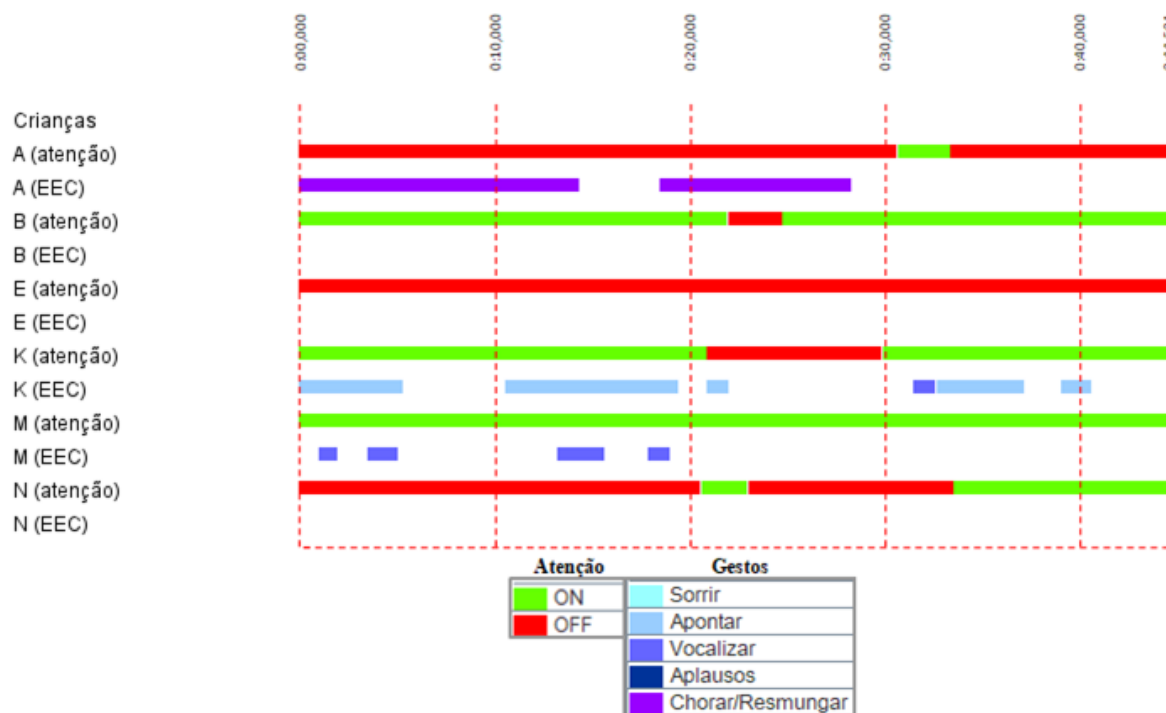 0:00,000
0:10,000
0:20,000
0:30,000
0:40,000
Crianças
A (atenção)
A (EEC)
B (atenção)
B (EEC)
E (atenção)
E (EEC)
K (atenção)
K (EEC)
M (atenção)
M (EEC)
N (atenção)
N (EEC)
Atenção
ON
OFF
Gestos
Sorrir
Apontar
Vocalizar
Aplausos
Chorar/Resmungar